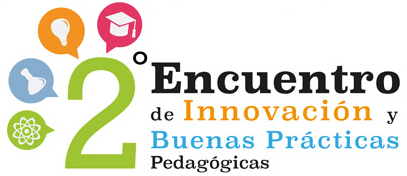 2° Encuentro
de Innovación y
Buenas Prácticas
Pedagógicas